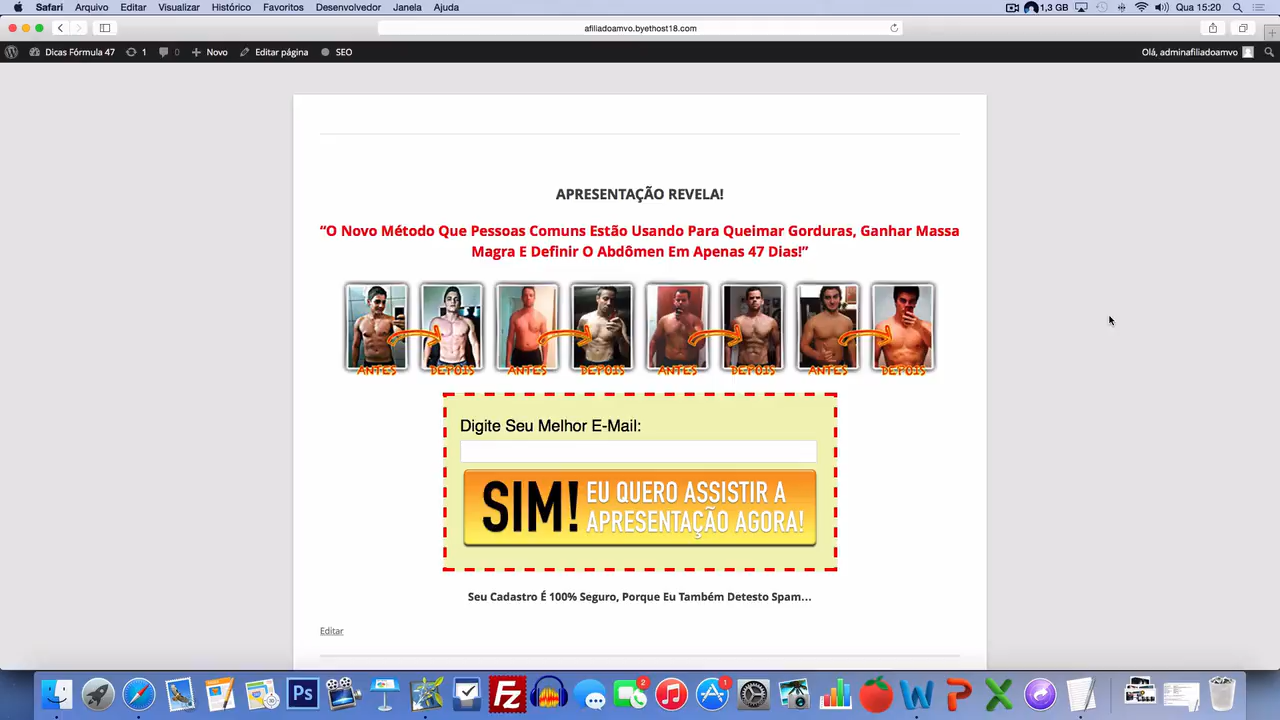 Safari Arquivo Editar Visualizar Histórico Favoritos Desenvolvedor Janela Ajuda 1,3 GB Qua 15:20
afiliadoamvo.byethost18.com
Dicas Fórmula 47 1 0 Novo Editar página SEO Olá, adminafiliadoamvo
APRESENTAÇÃO REVELA!
“O Novo Método Que Pessoas Comuns Estão Usando Para Queimar Gorduras, Ganhar Massa
Magra E Definir O Abdômen Em Apenas 47 Dias!”
ANTES DEPOIS ANTES DEPOIS ANTES DEPOIS ANTES DEPOIS
Digite Seu Melhor E-Mail:
SIM! EU QUERO ASSISTIR A
APRESENTAÇÃO AGORA!
Seu Cadastro É 100% Seguro, Porque Eu Também Detesto Spam...
Editar
Ps
Fz
2
1
W
P
X